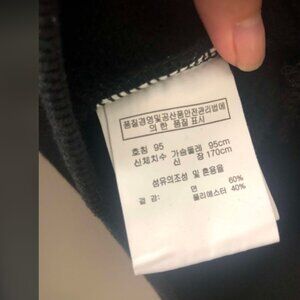 품질경영및공산품안전관리법에
의 한 품질 표시
호칭 95 가슴둘레 95cm
신체치수 신 장 170cm
섬유의조성 및 혼용율
겉 감: 면 60%
폴리에스터 40%